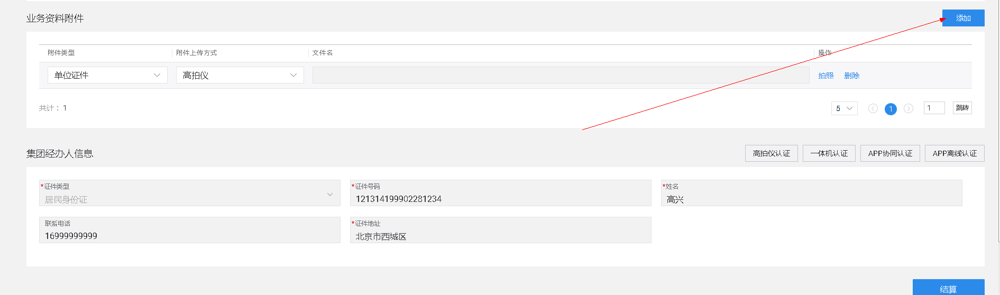 业务资料附件
添加
附件类型 附件上传方式 文件名 操作
单位证件 高拍仪 拍照 删除
共计： 1 5 1 1 跳转
集团经办人信息 高拍仪认证 一体机认证 APP协同认证 APP离线认证
*证件类型 *证件号码 *姓名
居民身份证 121314199902281234 高兴
联系电话 *证件地址
16999999999 北京市西城区
结算